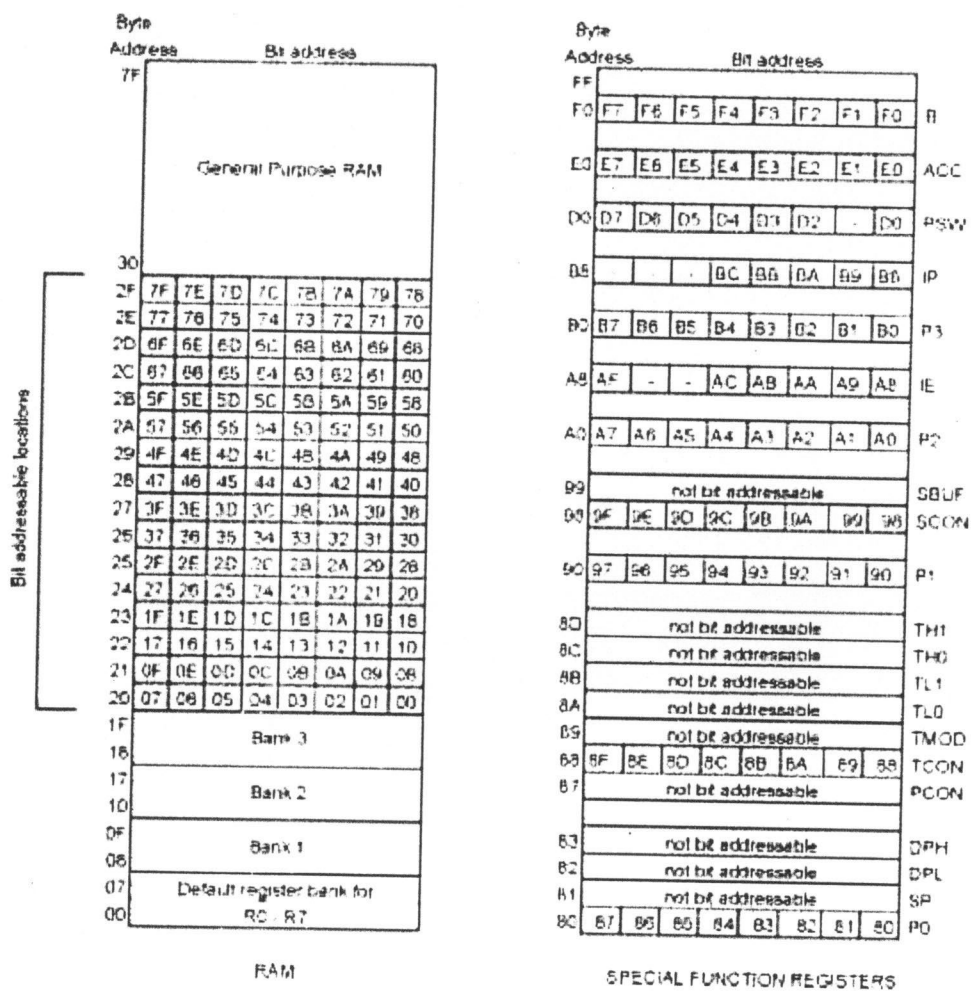 Byte
Address Bit address
7F
General Purpose RAM
30
2F 7F 7E 7D 7C 7B 7A 79 78
2E 77 76 75 74 73 72 71 70
2D 6F 6E 6D 6C 6B 6A 69 68
2C 67 66 65 64 63 62 61 60
2B 5F 5E 5D 5C 5B 5A 59 58
2A 57 56 55 54 53 52 51 50
29 4F 4E 4D 4C 4B 4A 49 48
28 47 46 45 44 43 42 41 40
27 3F 3E 3D 3C 3B 3A 39 38
26 37 36 35 34 33 32 31 30
25 2F 2E 2D 2C 2B 2A 29 28
24 27 26 25 24 23 22 21 20
23 1F 1E 1D 1C 1B 1A 19 18
22 17 16 15 14 13 12 11 10
21 0F 0E 0D 0C 0B 0A 09 08
20 07 06 05 04 03 02 01 00
Bit addressable locations
1F
Bank 3
18
17
Bank 2
10
0F
Bank 1
08
07 Default register bank for
00 R0 - R7
RAM
Byte
Address Bit address
FF
F0 F7 F6 F5 F4 F3 F2 F1 F0 B
E0 E7 E6 E5 E4 E3 E2 E1 E0 ACC
D0 D7 D6 D5 D4 D3 D2 - D0 PSW
B8 - - - BC BB BA B9 B8 IP
B0 B7 B6 B5 B4 B3 B2 B1 B0 P3
A8 AF - - AC AB AA A9 A8 IE
A0 A7 A6 A5 A4 A3 A2 A1 A0 P2
99 not bit addressable SBUF
98 9F 9E 9D 9C 9B 9A 99 98 SCON
90 97 96 95 94 93 92 91 90 P1
8D not bit addressable TH1
8C not bit addressable TH0
8B not bit addressable TL1
8A not bit addressable TL0
89 not bit addressable TMOD
88 8F 8E 8D 8C 8B 8A 89 88 TCON
87 not bit addressable PCON
83 not bit addressable DPH
82 not bit addressable DPL
81 not bit addressable SP
80 87 86 85 84 83 82 81 80 P0
SPECIAL FUNCTION REGISTERS